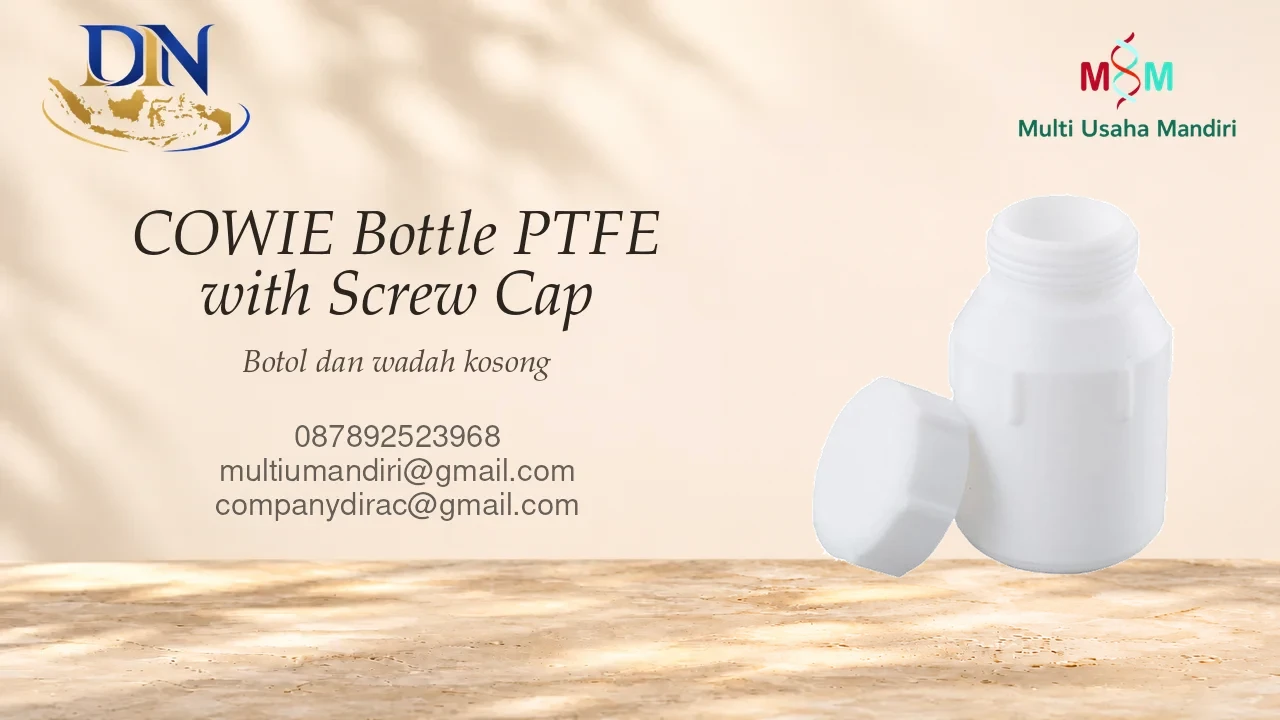 DIN
MSM
Multi Usaha Mandiri
COWIE Bottle PTFE
with Screw Cap
Botol dan wadah kosong
087892523968
multiumandiri@gmail.com
companydirac@gmail.com